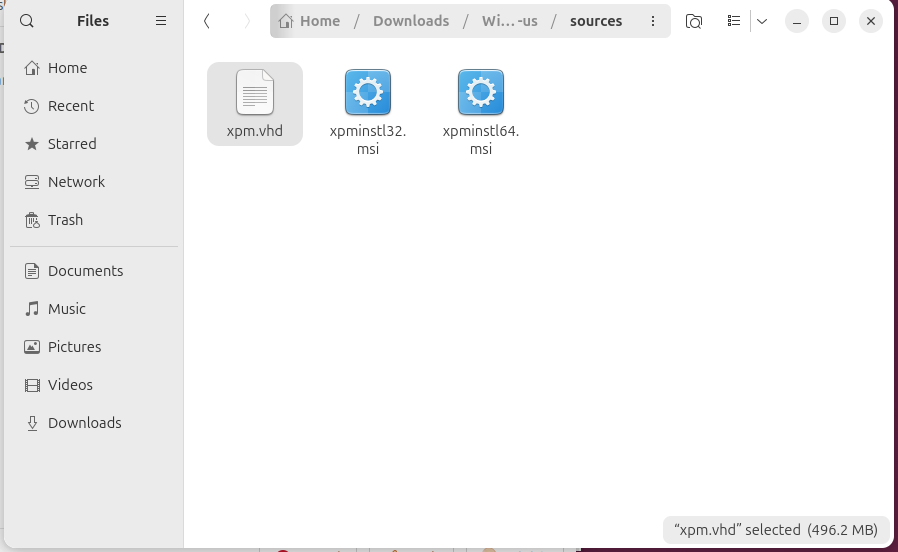 Files
Home / Downloads / Wi…-us / sources
Home
Recent
Starred
Network
Trash
Documents
Music
Pictures
Videos
Downloads
xpm.vhd
xpminstl32.
msi
xpminstl64.
msi
“xpm.vhd” selected (496.2 MB)